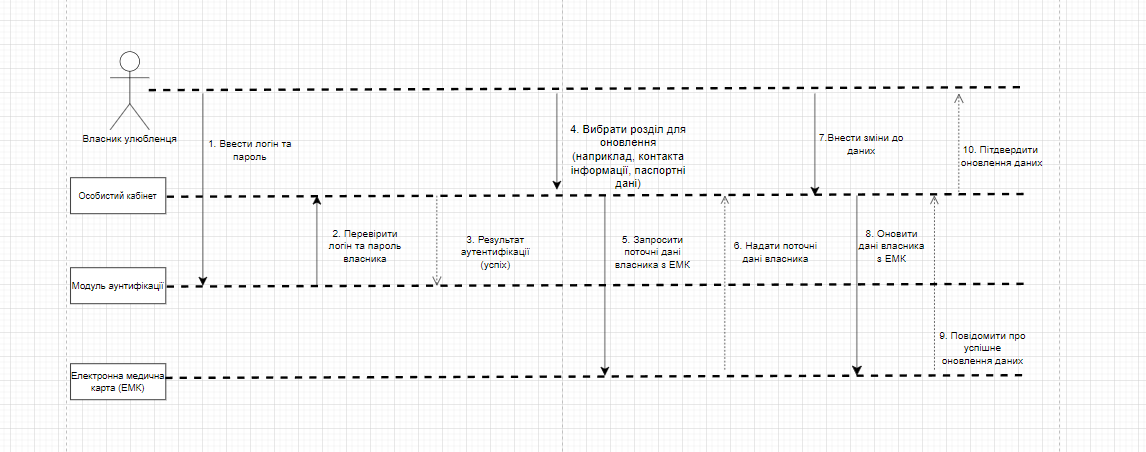 Власник улюбленця
1. Ввести логін та
пароль
4. Вибрати розділ для
оновлення
(наприклад, контакта
інформації, паспортні
дані)
7.Внести зміни до
даних
10. Пітдвердити
оновлення даних
Особистий кабінет
2. Перевірити
логін та пароль
власника
3. Результат
аутентифікації
(успіх)
5. Запросити
поточні дані
власника з ЕМК
6. Надати поточні
дані власника
8. Оновити
дані власника
з ЕМК
Модуль аунтифікації
9. Повідомити про
успішне
оновлення даних
Електронна медична
карта (ЕМК)